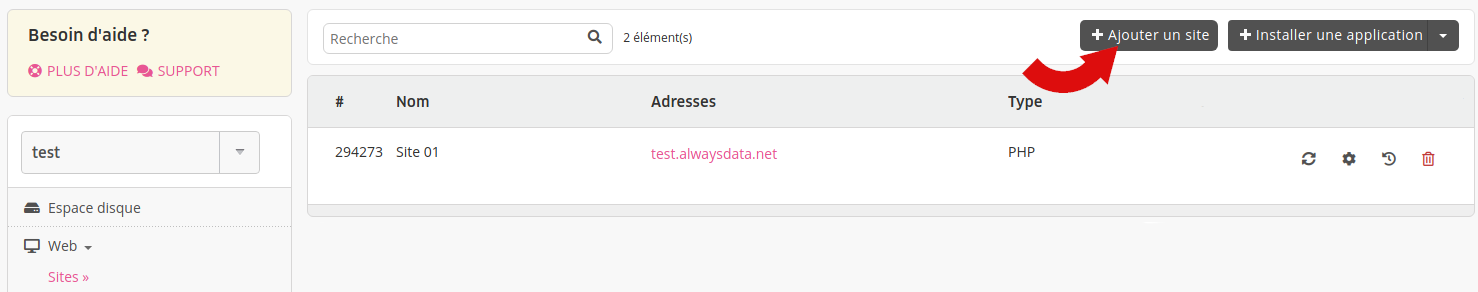 Besoin d'aide ?
PLUS D'AIDE SUPPORT
test
Espace disque
Web
Sites »
Recherche
2 élément(s)
+ Ajouter un site
+ Installer une application
# Nom Adresses Type
294273 Site 01 test.alwaysdata.net PHP